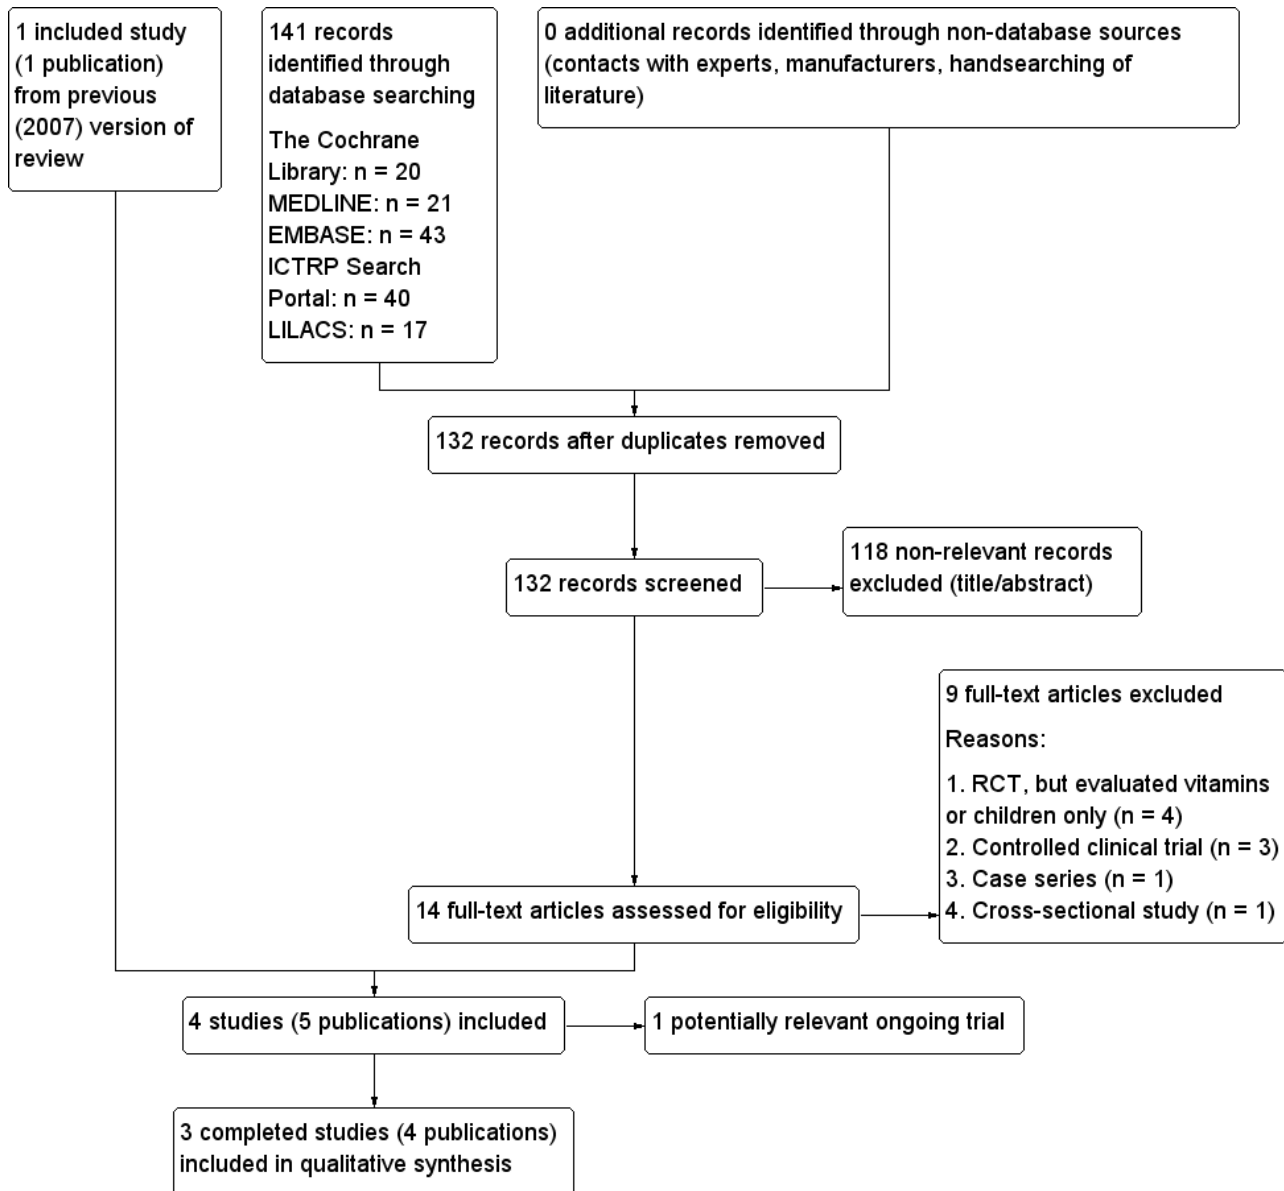 1 included study
(1 publication)
from previous
(2007) version of
review
141 records
identified through
database searching
The Cochrane
Library: n = 20
MEDLINE: n = 21
EMBASE: n = 43
ICTRP Search
Portal: n = 40
LILACS: n = 17
0 additional records identified through non-database sources
(contacts with experts, manufacturers, handsearching of
literature)
132 records after duplicates removed
132 records screened
118 non-relevant records
excluded (title/abstract)
14 full-text articles assessed for eligibility
9 full-text articles excluded
Reasons:
1. RCT, but evaluated vitamins
or children only (n = 4)
2. Controlled clinical trial (n = 3)
3. Case series (n = 1)
4. Cross-sectional study (n = 1)
4 studies (5 publications) included
1 potentially relevant ongoing trial
3 completed studies (4 publications)
included in qualitative synthesis